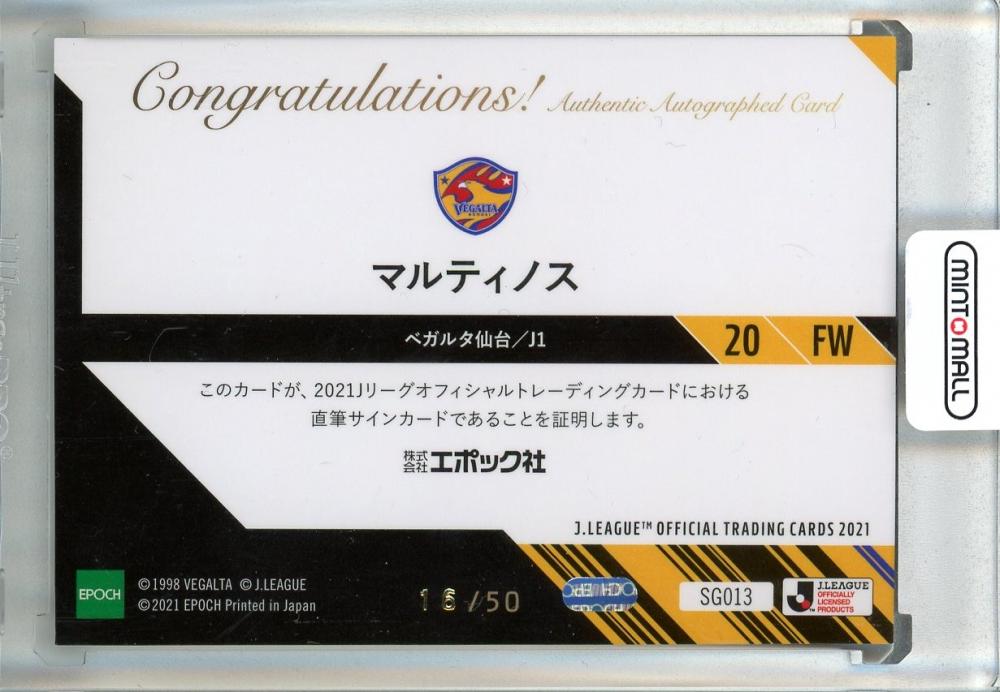 Congratulations! Authentic Autographed Card
VEGALTA
SENDAI
マルティノス
ベガルタ仙台/J1
20
FW
MINT MALL
このカードが、2021Jリーグオフィシャルトレーディングカードにおける
直筆サインカードであることを証明します。
株式会社エポック社
J.LEAGUE™ OFFICIAL TRADING CARDS 2021
EPOCH
©1998 VEGALTA ©J.LEAGUE
©2021 EPOCH Printed in Japan
16/50
SG013
J.LEAGUE
OFFICIALLY
LICENSED
PRODUCTS